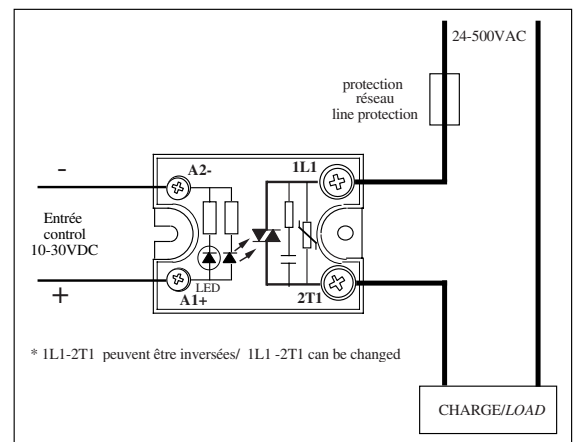 24-500VAC
protection
réseau
line protection
A2-
1L1
-
Entrée
control
10-30VDC
+
LED
A1+
2T1
* 1L1-2T1 peuvent être inversées/ 1L1 -2T1 can be changed
CHARGE/LOAD